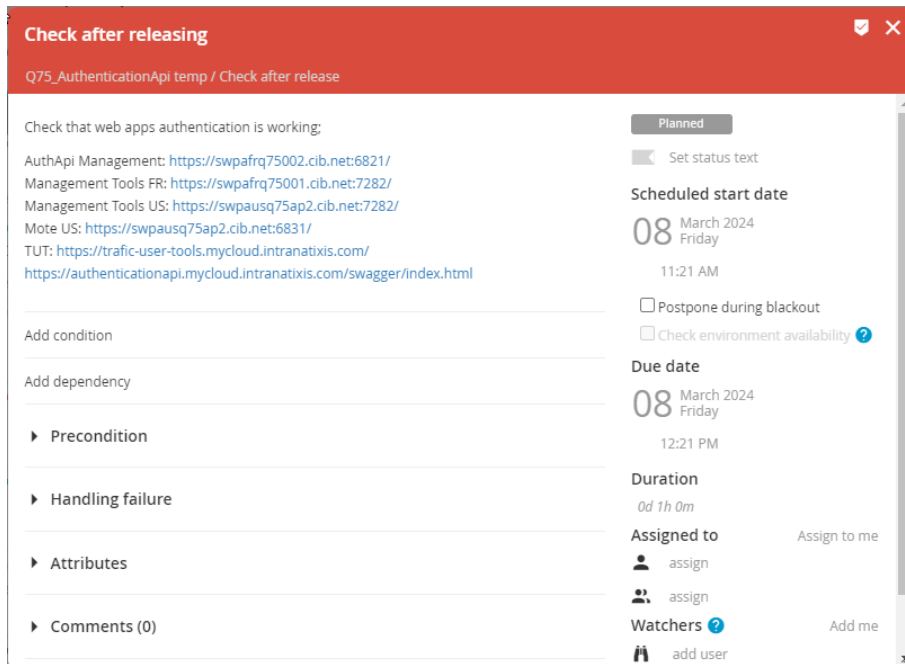 Check after releasing
Q75_AuthenticationApi temp / Check after release
Check that web apps authentication is working;
AuthApi Management: https://swpafrq75002.cib.net:6821/
Management Tools FR: https://swpafrq75001.cib.net:7282/
Management Tools US: https://swpausq75ap2.cib.net:7282/
Mote US: https://swpausq75ap2.cib.net:6831/
TUT: https://trafic-user-tools.mycloud.intranatixis.com/
https://authenticationapi.mycloud.intranatixis.com/swagger/index.html
Add condition
Add dependency
Precondition
Handling failure
Attributes
Comments (0)
Planned
Set status text
Scheduled start date
08 March 2024
Friday
11:21 AM
Postpone during blackout
Check environment availability ?
Due date
08 March 2024
Friday
12:21 PM
Duration
0d 1h 0m
Assigned to Assign to me
assign
assign
Watchers ? Add me
add user